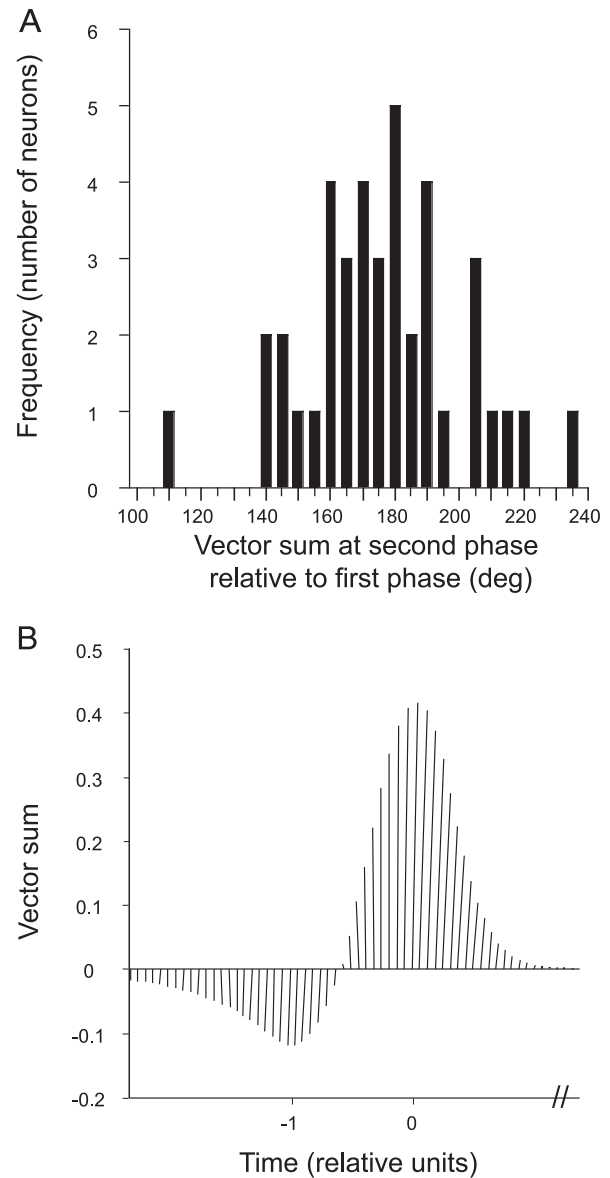 A
Frequency (number of neurons)
6
5
4
3
2
1
0
100 120 140 160 180 200 220 240
Vector sum at second phase
relative to first phase (deg)
B
Vector sum
0.5
0.4
0.3
0.2
0.1
0
-0.1
-0.2
-1 0
Time (relative units)